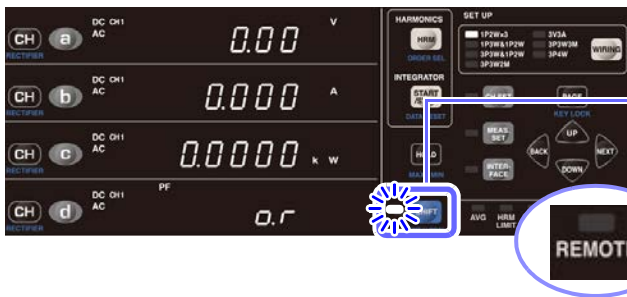 CH a DC CH1 AC 0.00 V
RECTIFIER
CH b DC CH1 AC 0.000 A
RECTIFIER
CH c DC CH1 AC 0.0000 k W
RECTIFIER
CH d DC CH1 AC PF o.r
RECTIFIER
HARMONICS
HRM
ORDER SEL
INTEGRATOR
START
DATA RESET
SHIFT
SET UP
1P2Wx3 3V3A
1P3W&1P2W 3P3W3M
3P3W&1P2W 3P4W
3P3W2M
WIRING
CH SET
PAGE
KEY LOCK
MEAS.
SET
INTER-
FACE
UP
BACK
NEXT
DOWN
AVG HRM
LIMIT
REMOTE